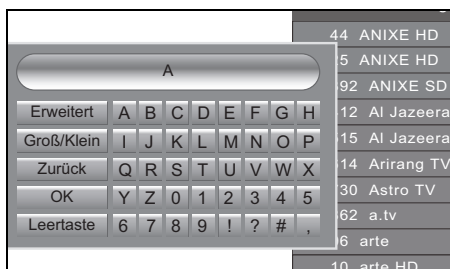 A
Erweitert A B C D E F G H
Groß/Klein I J K L M N O P
Zurück Q R S T U V W X
OK Y Z 0 1 2 3 4 5
Leertaste 6 7 8 9 ! ? # ,
44 ANIXE HD
5 ANIXE HD
92 ANIXE SD
12 Al Jazeera
15 Al Jazeera
14 Arirang TV
30 Astro TV
62 a.tv
6 arte
10 arte HD